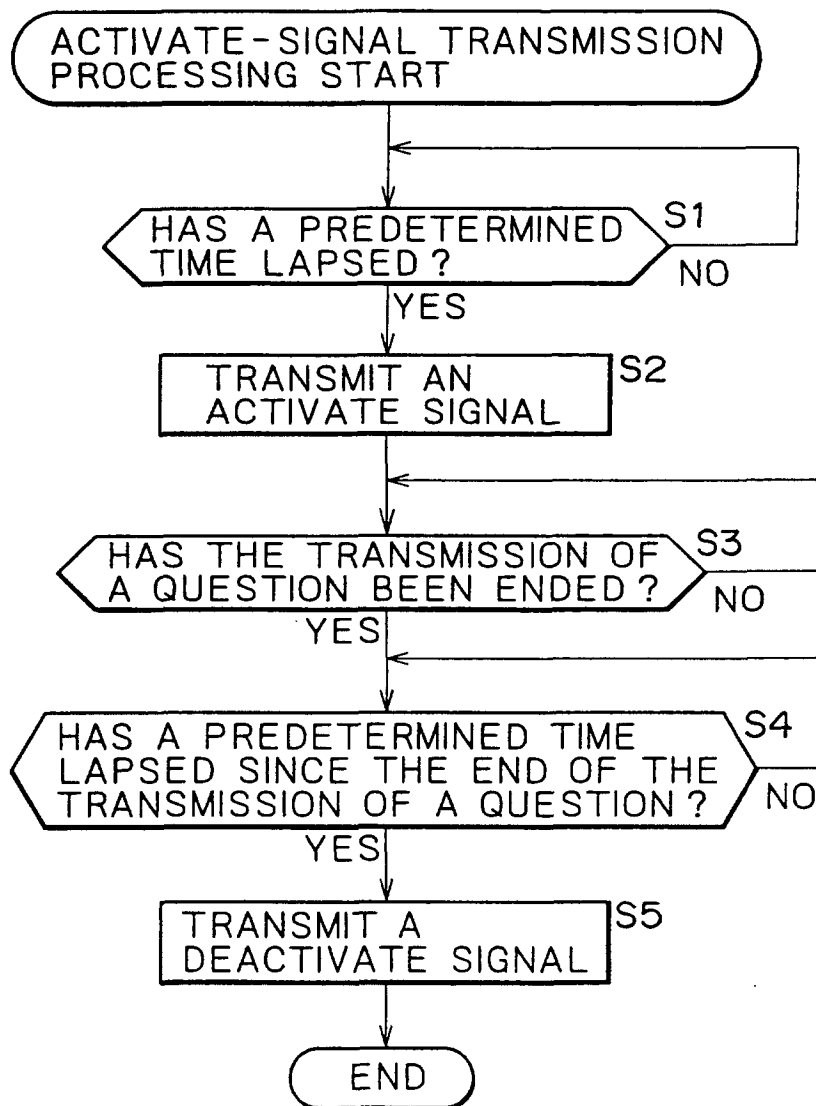 ACTIVATE-SIGNAL TRANSMISSION
PROCESSING START
S1
HAS A PREDETERMINED
TIME LAPSED?
NO
YES
S2
TRANSMIT AN
ACTIVATE SIGNAL
S3
HAS THE TRANSMISSION OF
A QUESTION BEEN ENDED?
NO
YES
S4
HAS A PREDETERMINED TIME
LAPSED SINCE THE END OF THE
TRANSMISSION OF A QUESTION?
NO
YES
S5
TRANSMIT A
DEACTIVATE SIGNAL
END